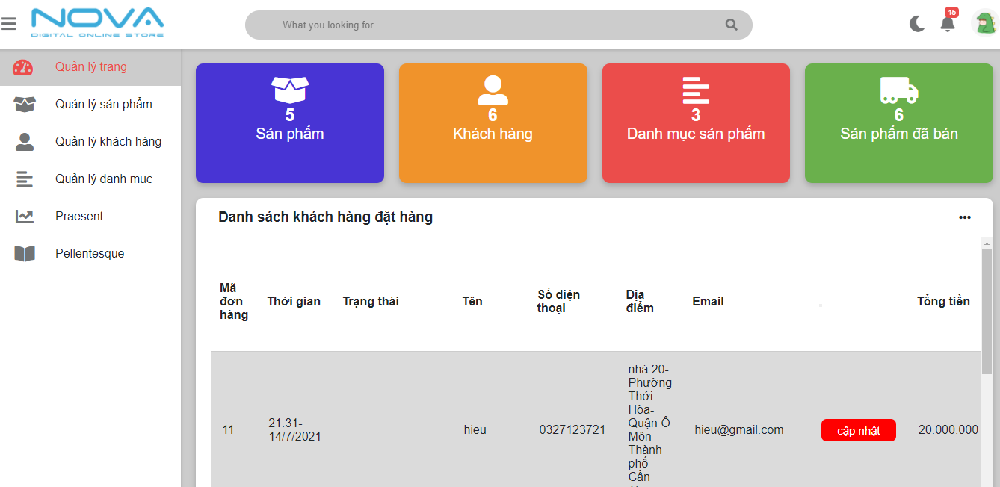 NOVA
DIGITAL ONLINE STORE
What you looking for...
15
Quản lý trang
Quản lý sản phẩm
Quản lý khách hàng
Quản lý danh mục
Praesent
Pellentesque
5
Sản phẩm
6
Khách hàng
3
Danh mục sản phẩm
6
Sản phẩm đã bán
Danh sách khách hàng đặt hàng
Mã
đơn
hàng
Thời gian
Trạng thái
Tên
Số điện
thoại
Địa
điểm
Email
Tổng tiền
11
21:31-
14/7/2021
hieu
0327123721
nhà 20-
Phường
Thới
Hòa-
Quận Ô
Môn-
Thành
phố
Cần
hieu@gmail.com
cập nhật
20.000.000